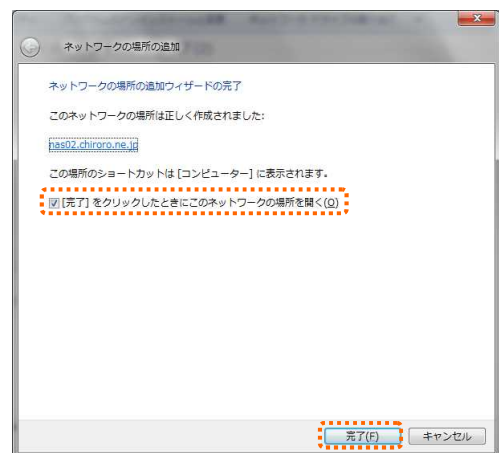 ネットワークの場所の追加
ネットワークの場所の追加ウィザードの完了
このネットワークの場所は正しく作成されました:
nas02.chiroro.ne.jp
この場所のショートカットは [コンピューター] に表示されます。
[完了] をクリックしたときにこのネットワークの場所を開く(O)
完了(F)
キャンセル